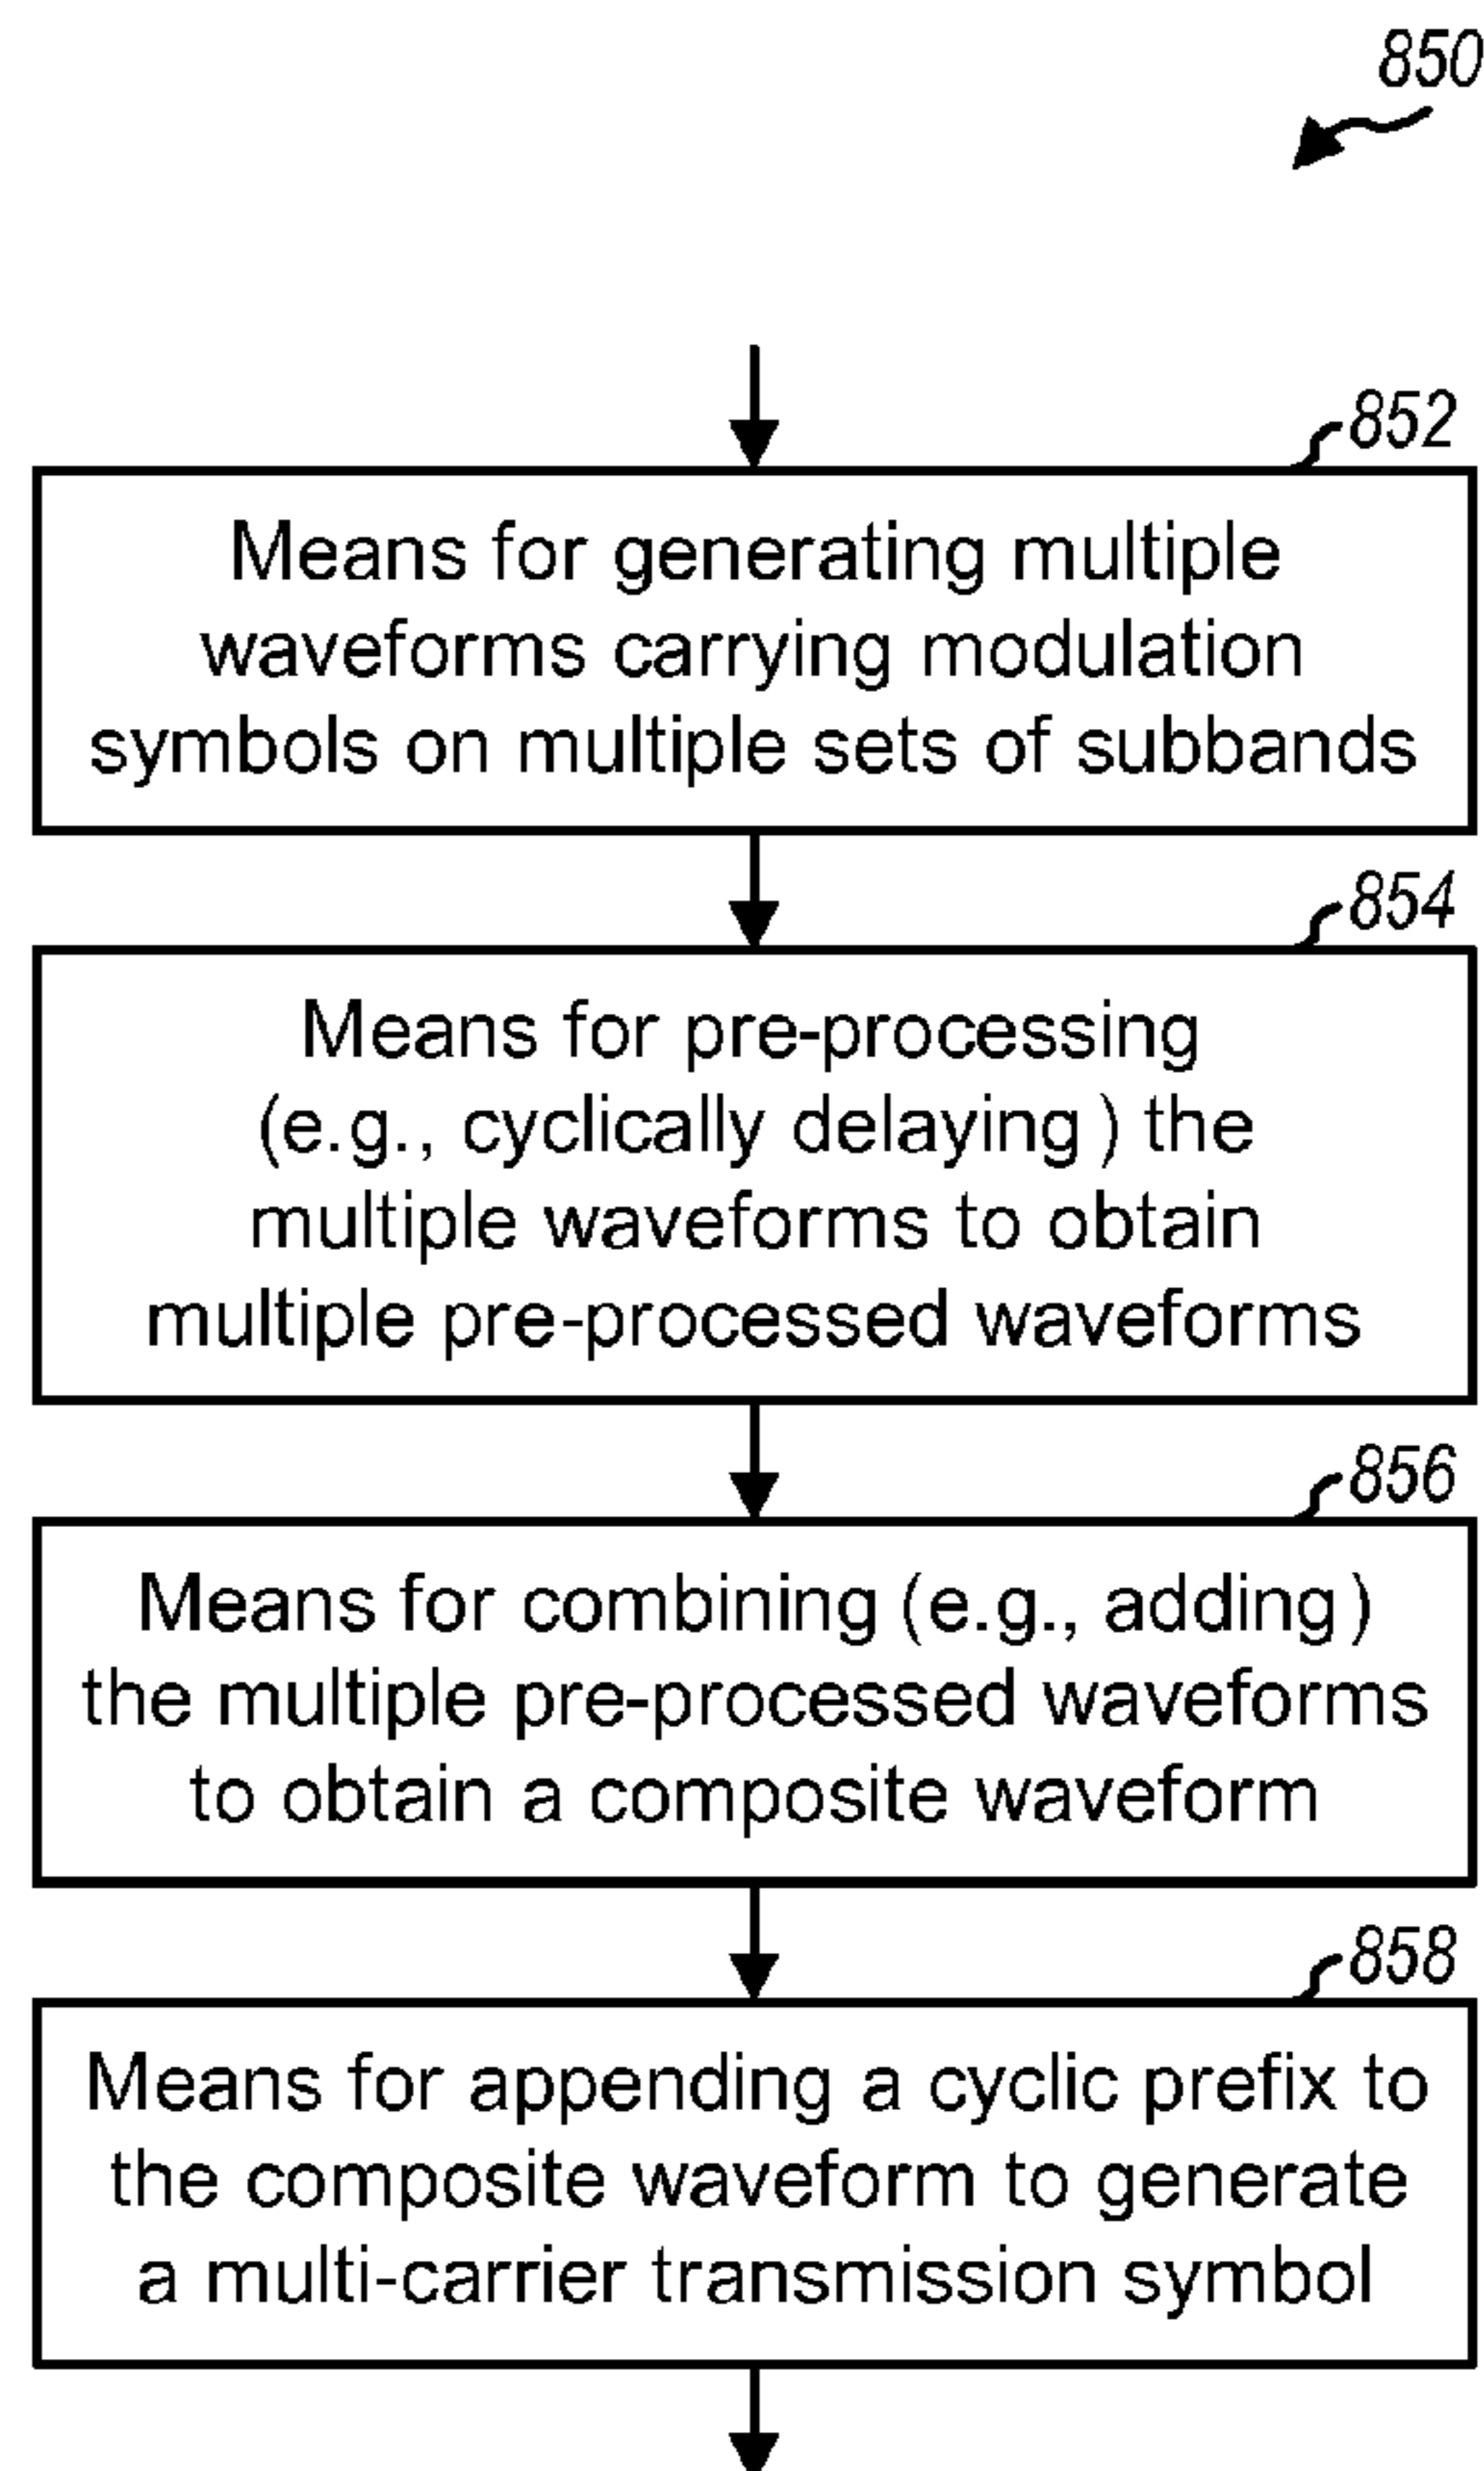 850
852
Means for generating multiple
waveforms carrying modulation
symbols on multiple sets of subbands
854
Means for pre-processing
(e.g., cyclically delaying) the
multiple waveforms to obtain
multiple pre-processed waveforms
856
Means for combining (e.g., adding)
the multiple pre-processed waveforms
to obtain a composite waveform
858
Means for appending a cyclic prefix to
the composite waveform to generate
a multi-carrier transmission symbol